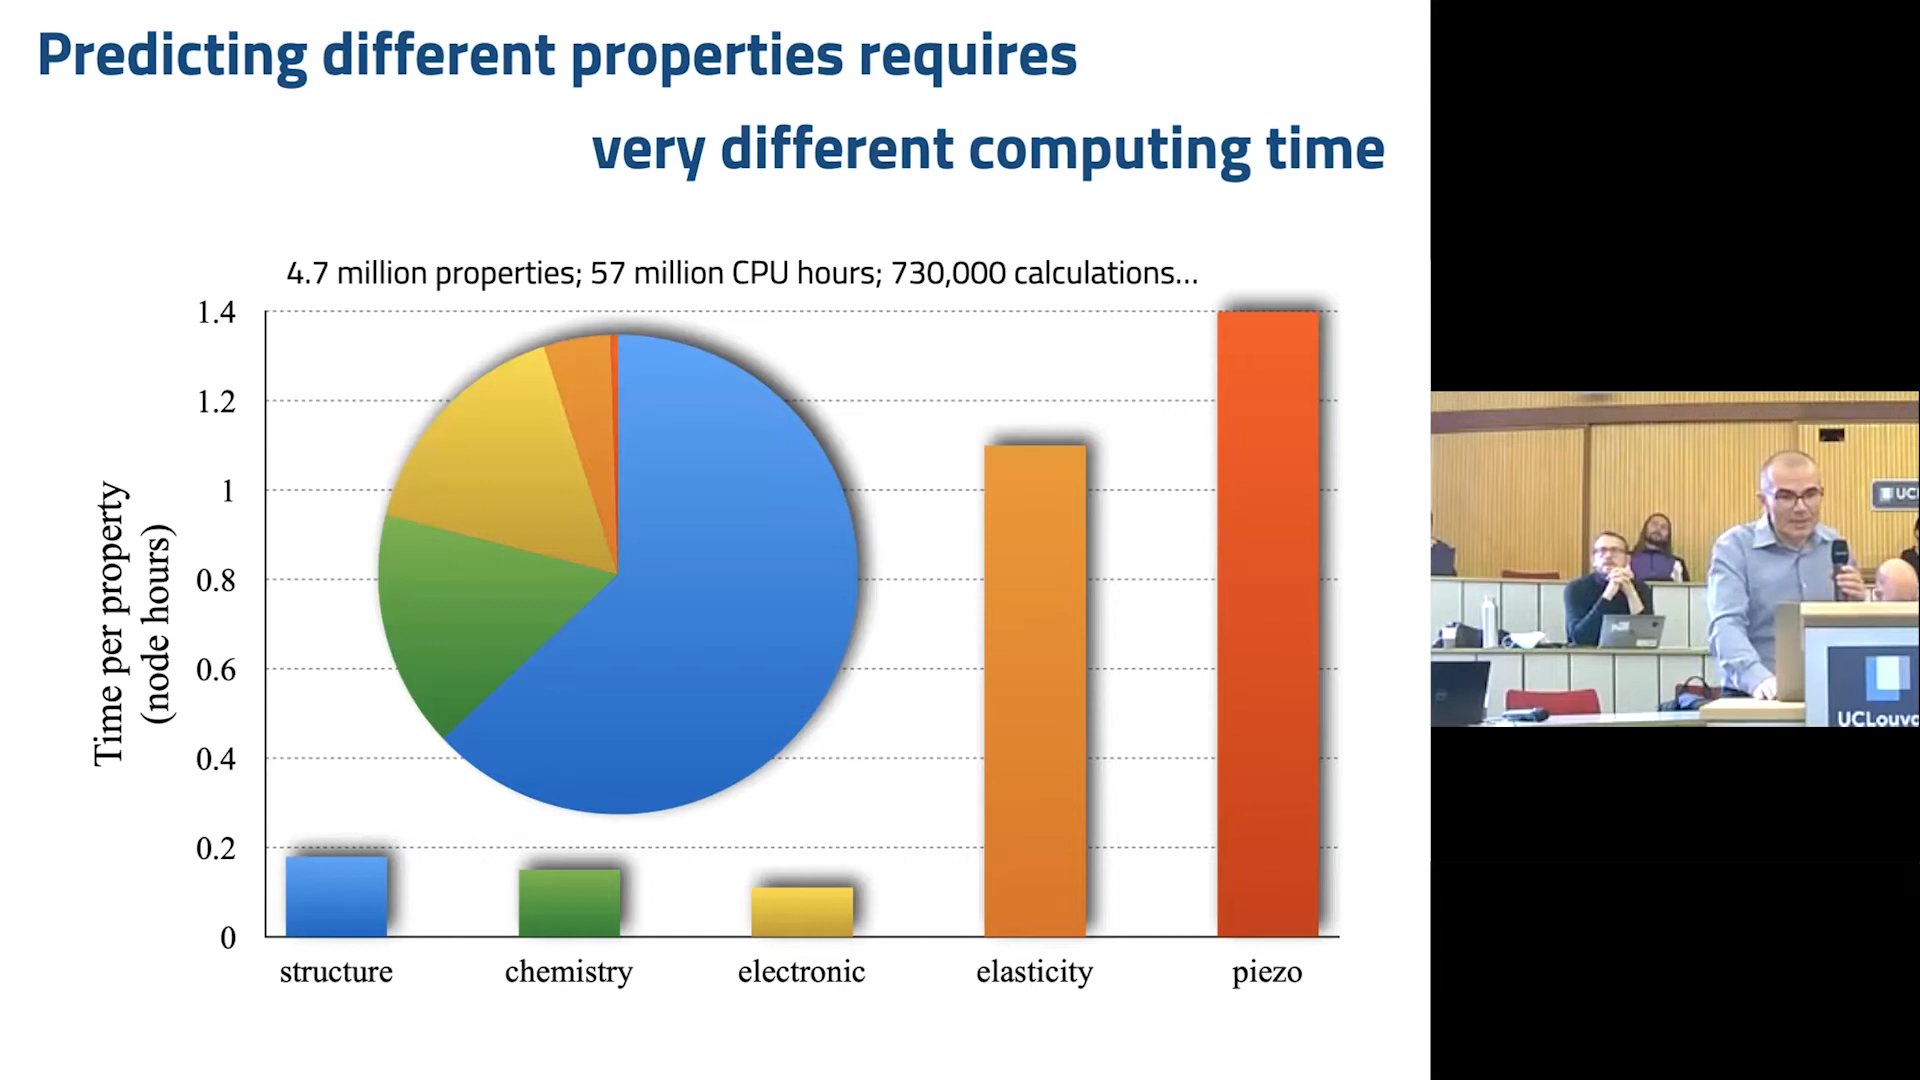 Predicting different properties requires
very different computing time
4.7 million properties; 57 million CPU hours; 730,000 calculations...
1.4
1.2
1
0.8
0.6
0.4
0.2
0
Time per property
(node hours)
structure
chemistry
electronic
elasticity
piezo
UCL
UCLouva